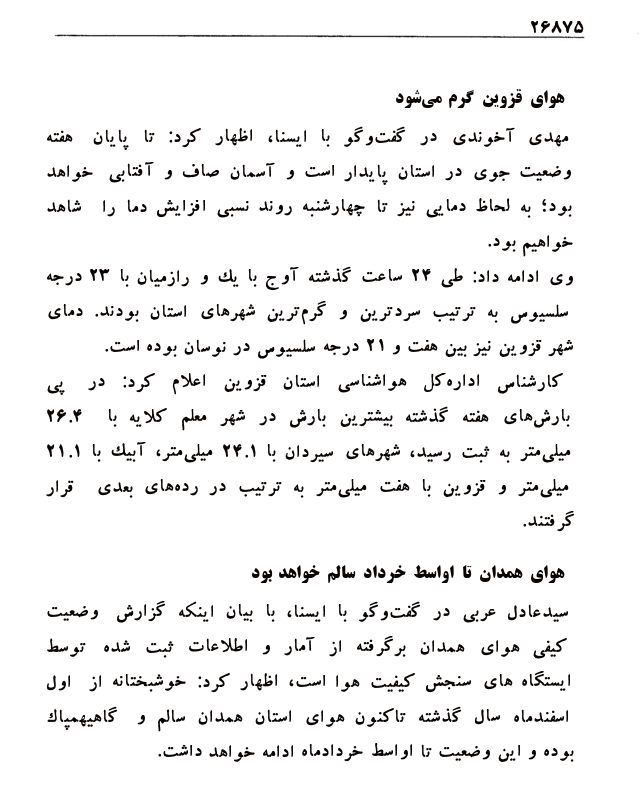 ۲۶۸۷۵
هوای قزوین گرم می‌شود
مهدی آخوندی در گفت‌وگو با ایسنا، اظهار کرد: تا پایان هفته
وضعیت جوی در استان پایدار است و آسمان صاف و آفتابی خواهد
بود؛ به لحاظ دمایی نیز تا چهارشنبه روند نسبی افزایش دما را شاهد
خواهیم بود.
وی ادامه داد: طی ۲۴ ساعت گذشته آوج با یك و رازمیان با ۲۳ درجه
سلسیوس به ترتیب سردترین و گرم‌ترین شهرهای استان بودند. دمای
شهر قزوین نیز بین هفت و ۲۱ درجه سلسیوس در نوسان بوده است.
کارشناس اداره‌کل هواشناسی استان قزوین اعلام کرد: در پی
بارش‌های هفته گذشته بیشترین بارش در شهر معلم کلایه با ۲۶.۴
میلی‌متر به ثبت رسید، شهرهای سیردان با ۲۴.۱ میلی‌متر، آبیك با ۲۱.۱
میلی‌متر و قزوین با هفت میلی‌متر به ترتیب در رده‌های بعدی قرار
گرفتند.
هوای همدان تا اواسط خرداد سالم خواهد بود
سیدعادل عربی در گفت‌وگو با ایسنا، با بیان اینکه گزارش وضعیت
کیفی هوای همدان برگرفته از آمار و اطلاعات ثبت شده توسط
ایستگاه های سنجش کیفیت هوا است، اظهار کرد: خوشبختانه از اول
اسفندماه سال گذشته تاکنون هوای استان همدان سالم و گاهیهمپاك
بوده و این وضعیت تا اواسط خردادماه ادامه خواهد داشت.